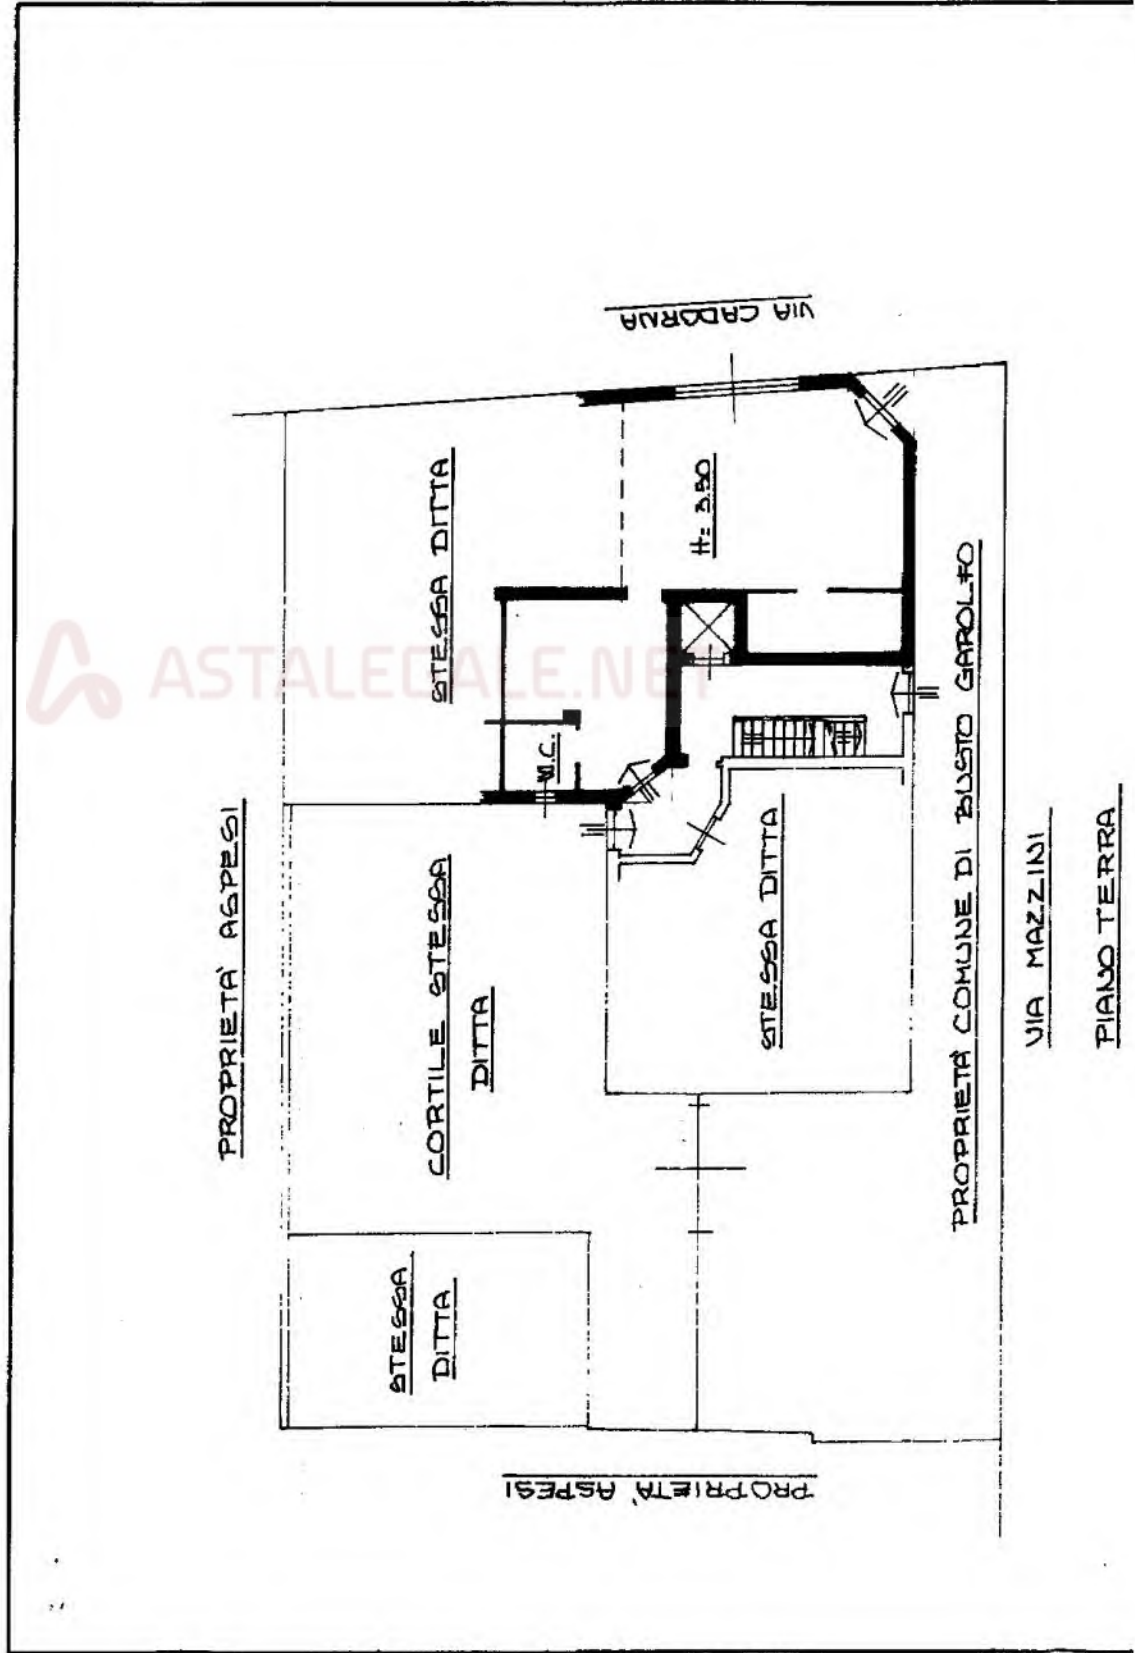 PROPRIETA' ASPESI
STESSA DITTA
CORTILE STESSA
DITTA
STESSA
DITTA
W.C.
H= 3.50
VIA CADORNA
STESSA DITTA
PROPRIETA' ASPESI
PROPRIETA' COMUNE DI BUSTO GAROLFO
VIA MAZZINI
PIANO TERRA
ASTALEGALE.NET